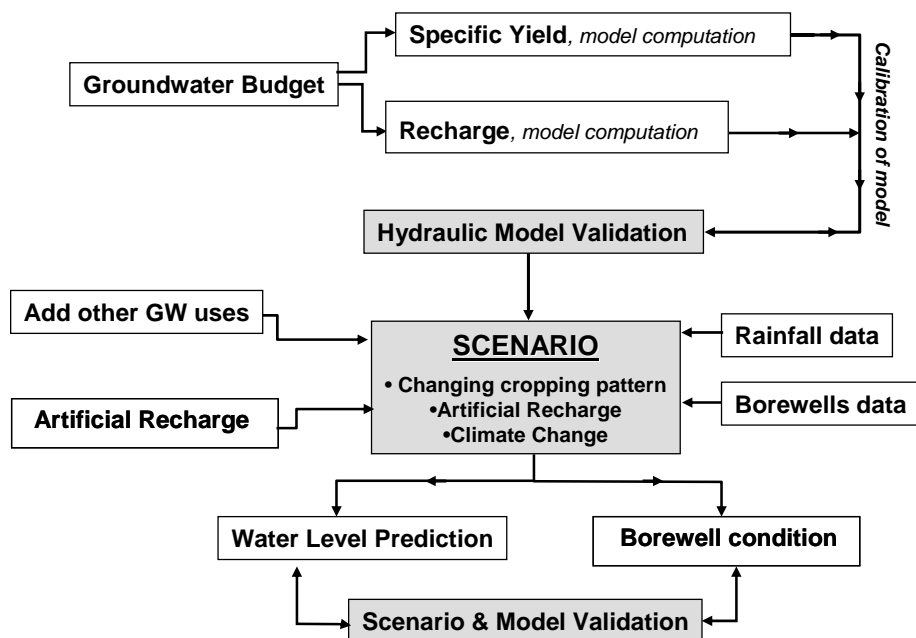 Specific Yield, model computation
Groundwater Budget
Recharge, model computation
Calibration of model
Hydraulic Model Validation
Add other GW uses
SCENARIO
• Changing cropping pattern
•Artificial Recharge
•Climate Change
Rainfall data
Artificial Recharge
Borewells data
Water Level Prediction
Borewell condition
Scenario & Model Validation